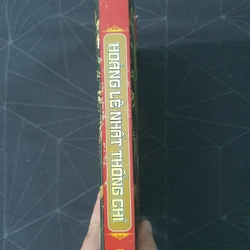 HOÀNG LÊ NHẤT THỐNG CHÍ